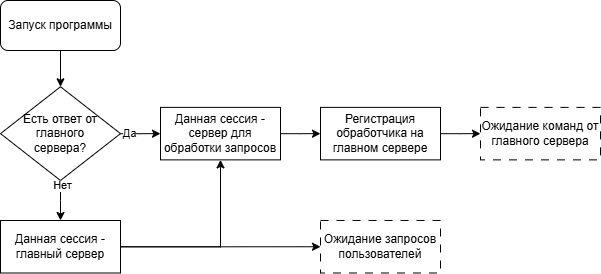 Запуск программы
Есть ответ от
главного
сервера?
Да
Данная сессия -
сервер для
обработки запросов
Регистрация
обработчика на
главном сервере
Ожидание команд от
главного сервера
Нет
Данная сессия -
главный сервер
Ожидание запросов
пользователей